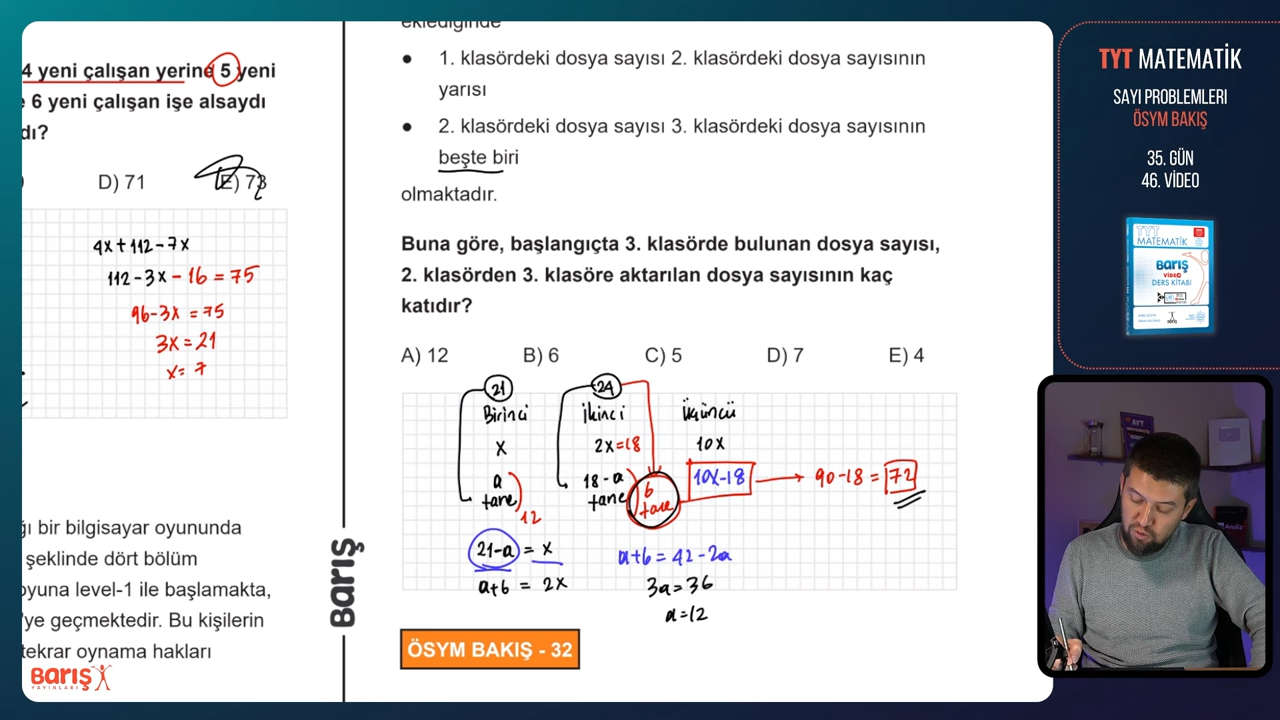 4 yeni çalışan yerine 5 yeni
6 yeni çalışan işe alsaydı
dı?
D) 71
E) 73
4x+112-7x
112-3x-16=75
96-3x=75
3x=21
x=7
ğı bir bilgisayar oyununda
şeklinde dört bölüm
oyuna level-1 ile başlamakta,
'ye geçmektedir. Bu kişilerin
tekrar oynama hakları
BARIŞ
YAYINLARI
BARIŞ
eklediğinde
• 1. klasördeki dosya sayısı 2. klasördeki dosya sayısının
yarısı
• 2. klasördeki dosya sayısı 3. klasördeki dosya sayısının
beşte biri
olmaktadır.
Buna göre, başlangıçta 3. klasörde bulunan dosya sayısı,
2. klasörden 3. klasöre aktarılan dosya sayısının kaç
katıdır?
A) 12 B) 6 C) 5 D) 7 E) 4
21 24
Birinci İkinci Üçüncü
x 2x=18 10x
a 18-a 6 10x-18 → 90-18=72
tane tane tane
12
21-a=x a+6=42-2a
a+6=2x 3a=36
a=12
ÖSYM BAKIŞ - 32
TYT MATEMATİK
SAYI PROBLEMLERI
ÖSYM BAKIŞ
35. GÜN
46. VİDEO
TYT
MATEMATİK
BARIŞ
VİDEO
DERS KİTABI